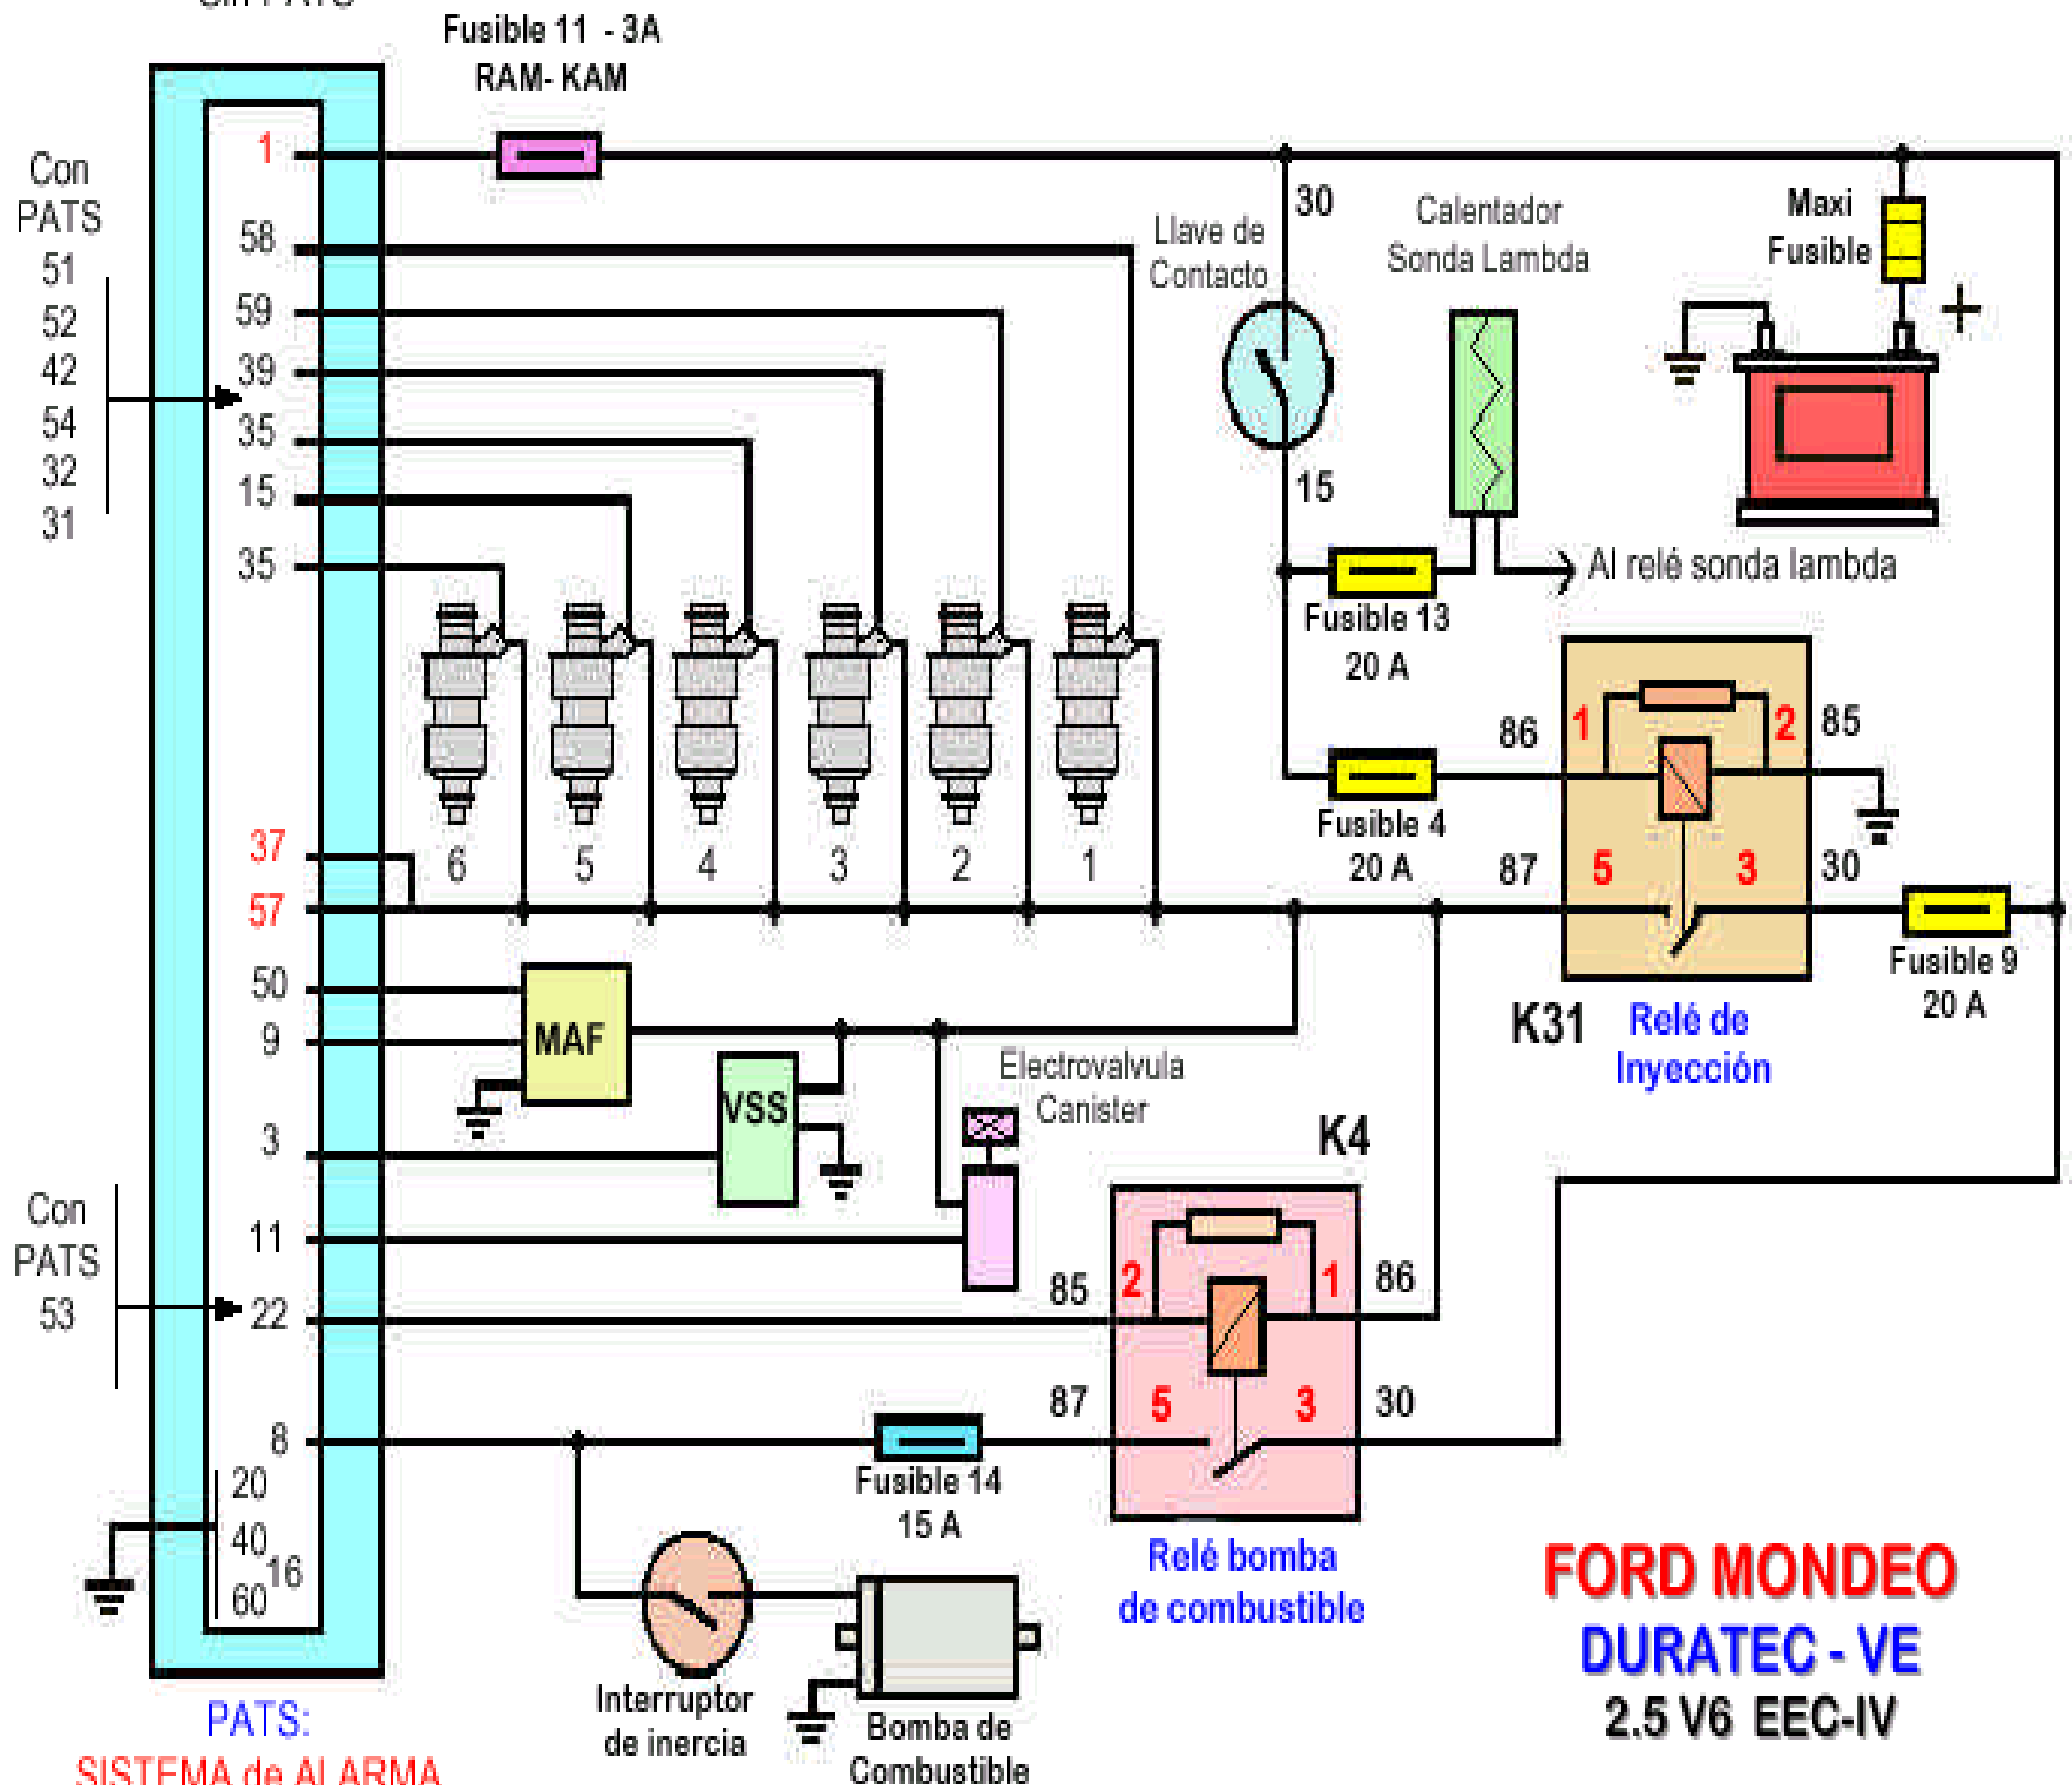 Sin PATS
Fusible 11 - 3A
RAM- KAM
Con
PATS
51
52
42
54
32
31
1
58
59
39
35
15
35
37
57
50
9
3
11
22
8
20
40
16
60
Con
PATS
53
30
Llave de
Contacto
15
Calentador
Sonda Lambda
Maxi
Fusible
+
Al relé sonda lambda
Fusible 13
20 A
86
1
2
85
Fusible 4
20 A
87
5
3
30
Fusible 9
20 A
K31
Relé de
Inyección
6
5
4
3
2
1
MAF
VSS
Electrovalvula
Canister
K4
85
2
1
86
87
5
3
30
Fusible 14
15 A
Relé bomba
de combustible
Interruptor
de inercia
Bomba de
Combustible
FORD MONDEO
DURATEC - VE
2.5 V6 EEC-IV
PATS:
SISTEMA de ALARMA